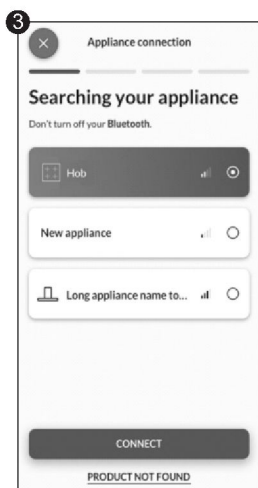 3
Appliance connection
Searching your appliance
Don't turn off your Bluetooth.
Hob
New appliance
Long appliance name to...
CONNECT
PRODUCT NOT FOUND